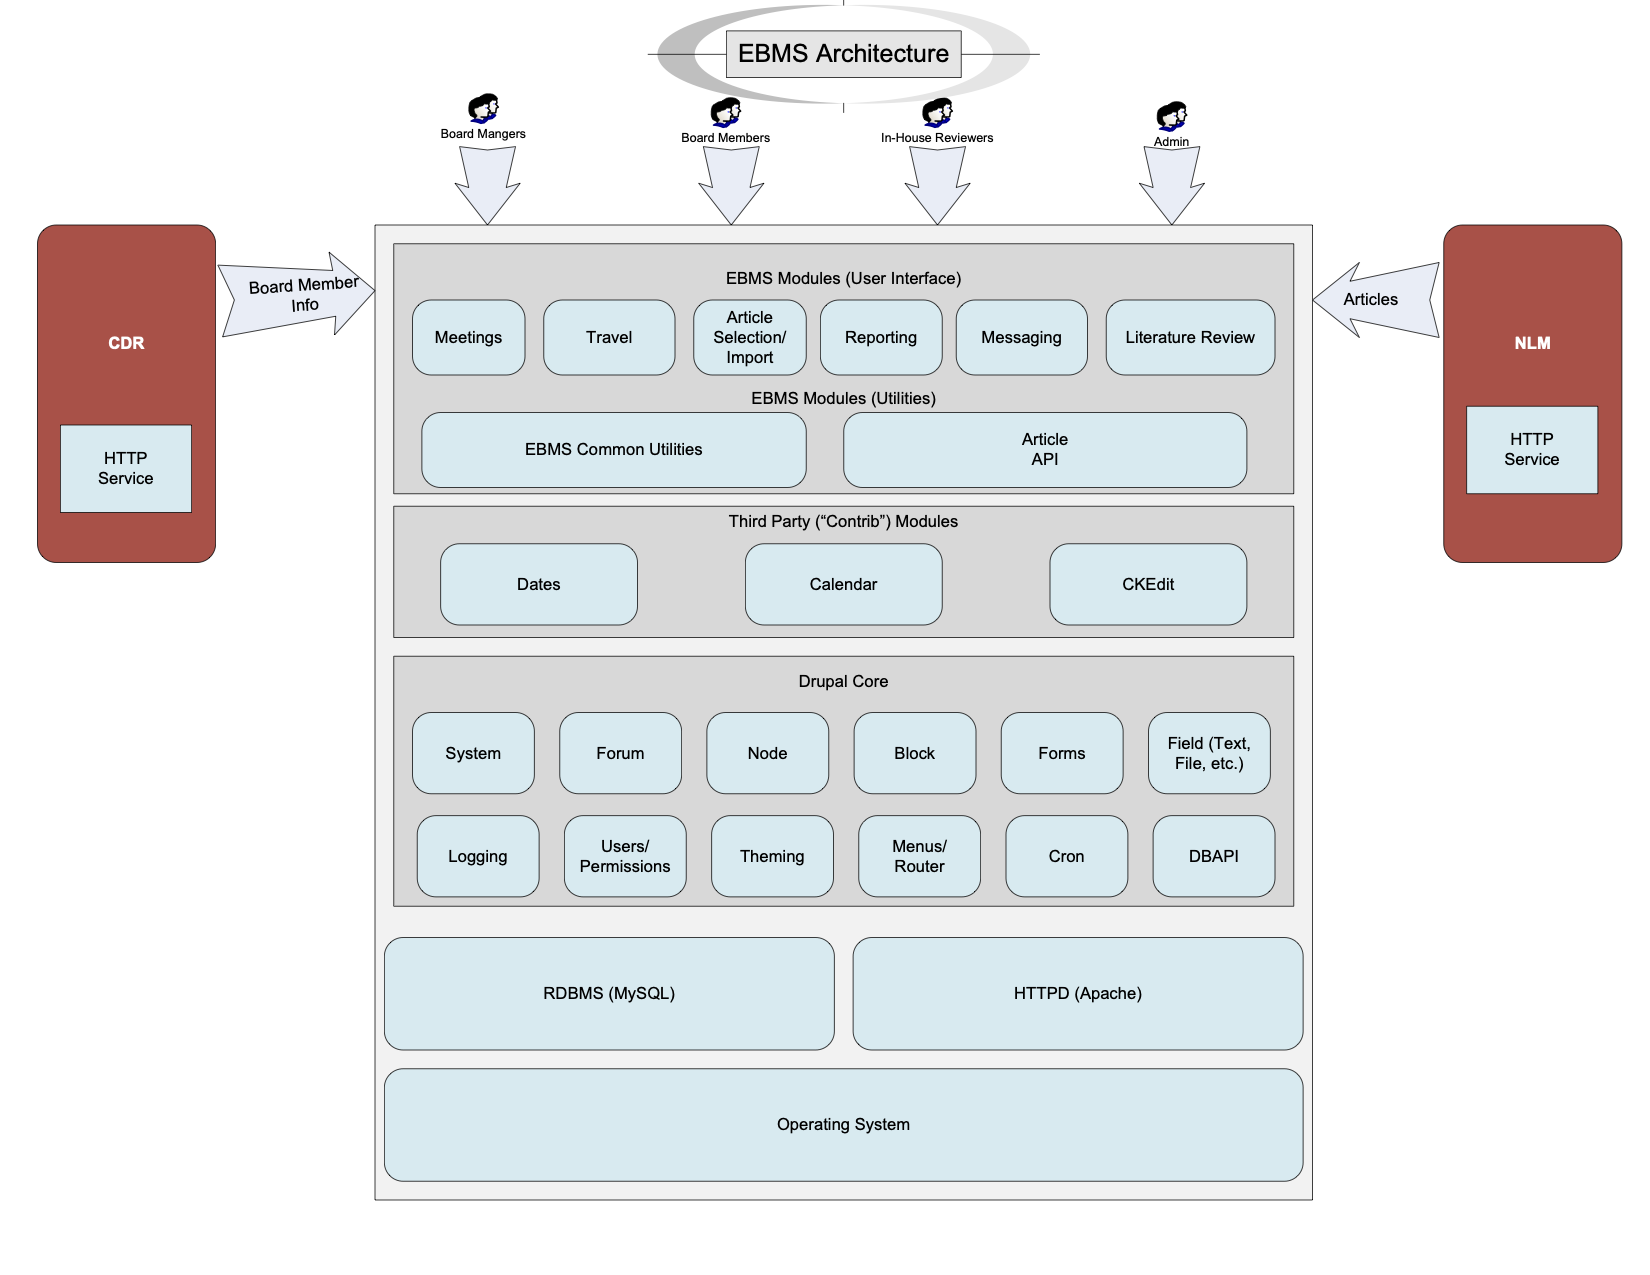 EBMS Architecture
Board Mangers
Board Members
In-House Reviewers
Admin
CDR
HTTP
Service
Board Member
Info
EBMS Modules (User Interface)
Meetings
Travel
Article
Selection/
Import
Reporting
Messaging
Literature Review
EBMS Modules (Utilities)
EBMS Common Utilities
Article
API
Articles
NLM
HTTP
Service
Third Party (“Contrib”) Modules
Dates
Calendar
CKEdit
Drupal Core
System
Forum
Node
Block
Forms
Field (Text,
File, etc.)
Logging
Users/
Permissions
Theming
Menus/
Router
Cron
DBAPI
RDBMS (MySQL)
HTTPD (Apache)
Operating System